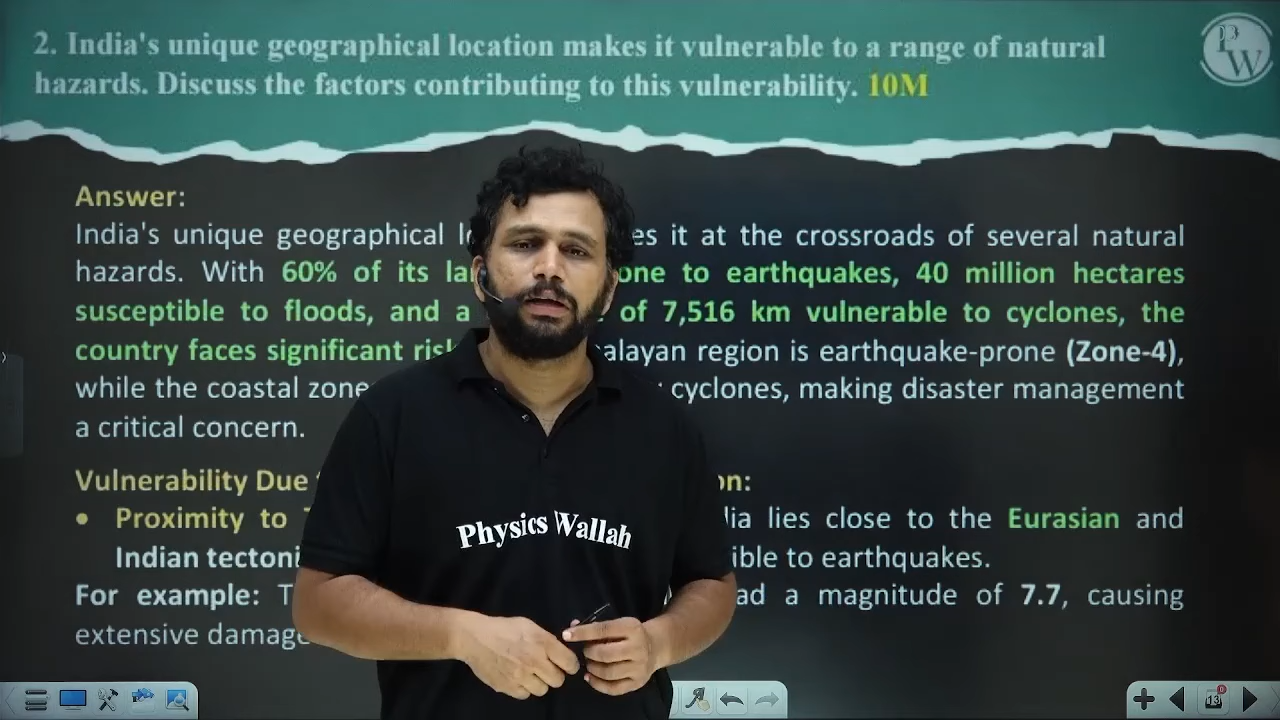 2. India's unique geographical location makes it vulnerable to a range of natural
hazards. Discuss the factors contributing to this vulnerability. 10M
PW
Answer:
India's unique geographical es it at the crossroads of several natural
hazards. With 60% of its one to earthquakes, 40 million hectares
susceptible to floods, and a of 7,516 km vulnerable to cyclones, the
country faces significant alayan region is earthquake-prone (Zone-4),
while the coastal cyclones, making disaster management
a critical concern.
Vulnerability Due on:
• Proximity to dia lies close to the Eurasian and
Indian ible to earthquakes.
For example: ad a magnitude of 7.7, causing
extensive
Physics Wallah
13